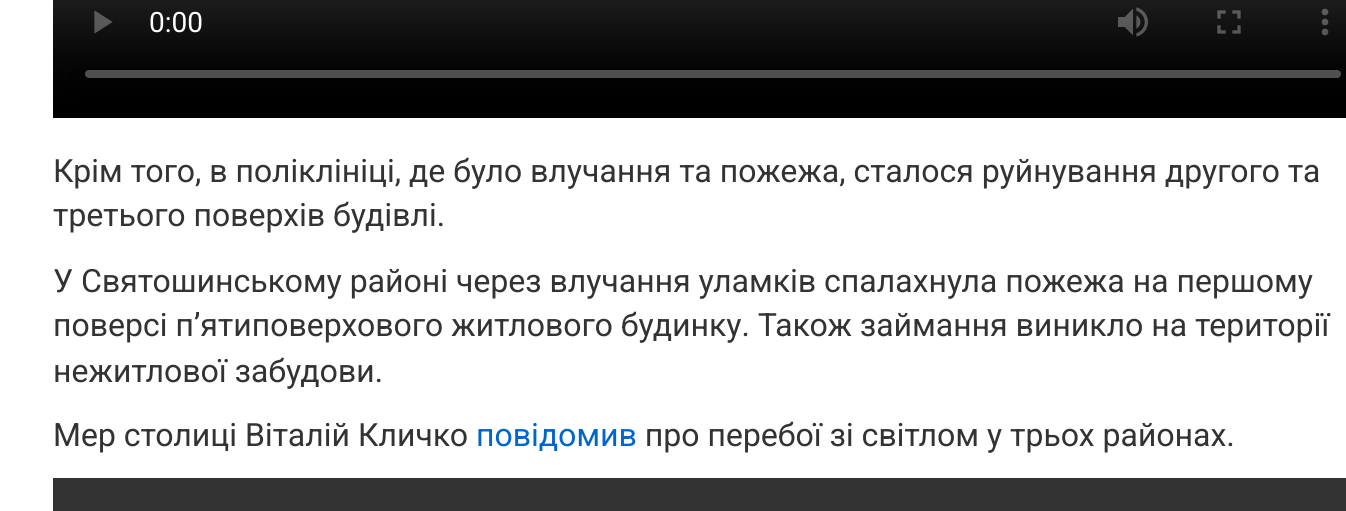 0:00
Крім того, в поліклініці, де було влучання та пожежа, сталося руйнування другого та
третього поверхів будівлі.
У Святошинському районі через влучання уламків спалахнула пожежа на першому
поверсі п’ятиповерхового житлового будинку. Також займання виникло на території
нежитлової забудови.
Мер столиці Віталій Кличко повідомив про перебої зі світлом у трьох районах.